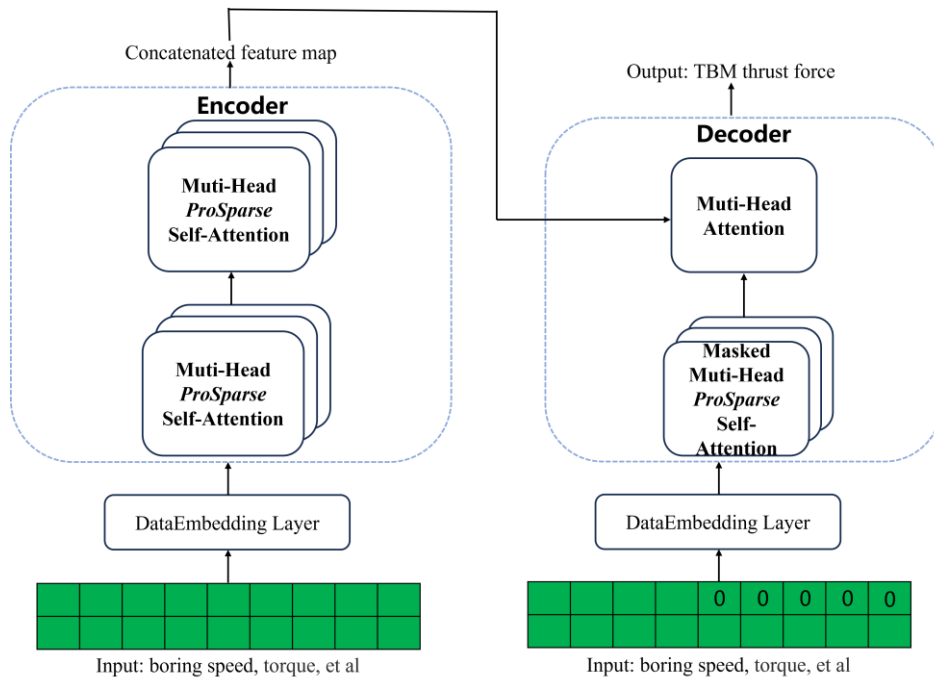 Concatenated feature map
Encoder
Muti-Head
ProSparse
Self-Attention
Muti-Head
ProSparse
Self-Attention
DataEmbedding Layer
Input: boring speed, torque, et al
Output: TBM thrust force
Decoder
Muti-Head
Attention
Masked
Muti-Head
ProSparse
Self-
Attention
DataEmbedding Layer
0 0 0 0 0
Input: boring speed, torque, et al